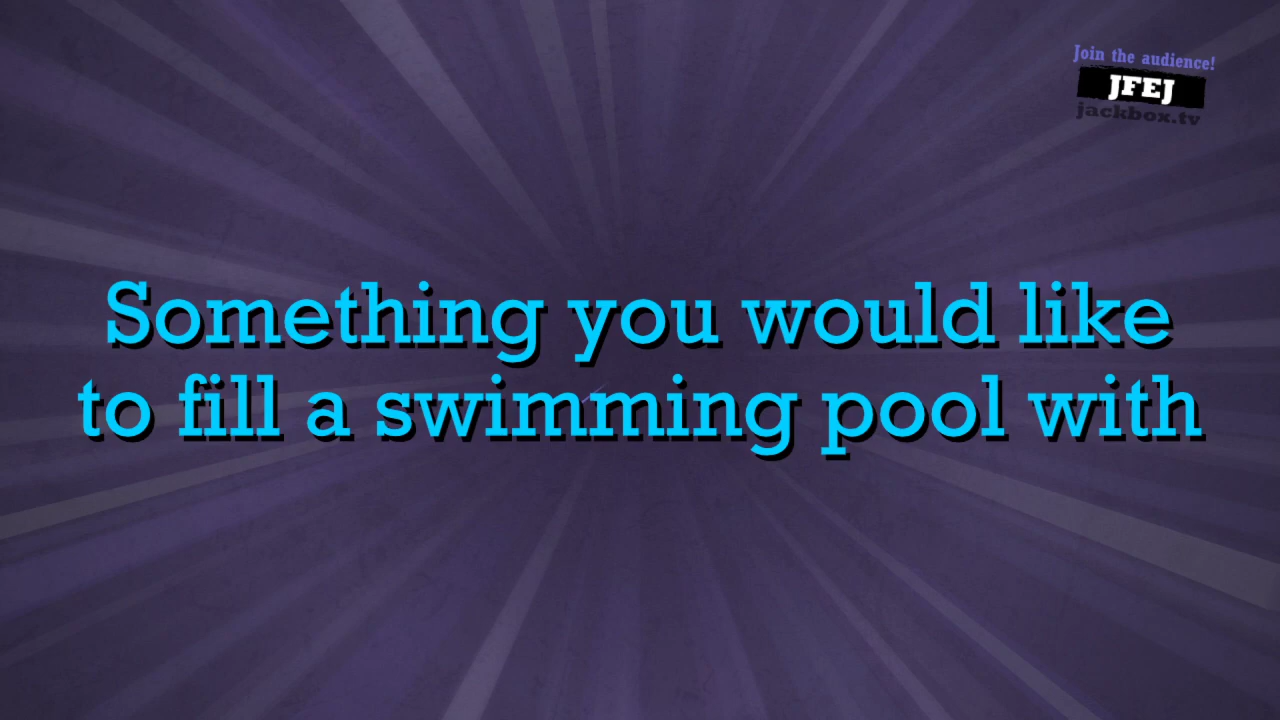 Join the audience!
JFEJ
jackbox.tv
Something you would like
to fill a swimming pool with